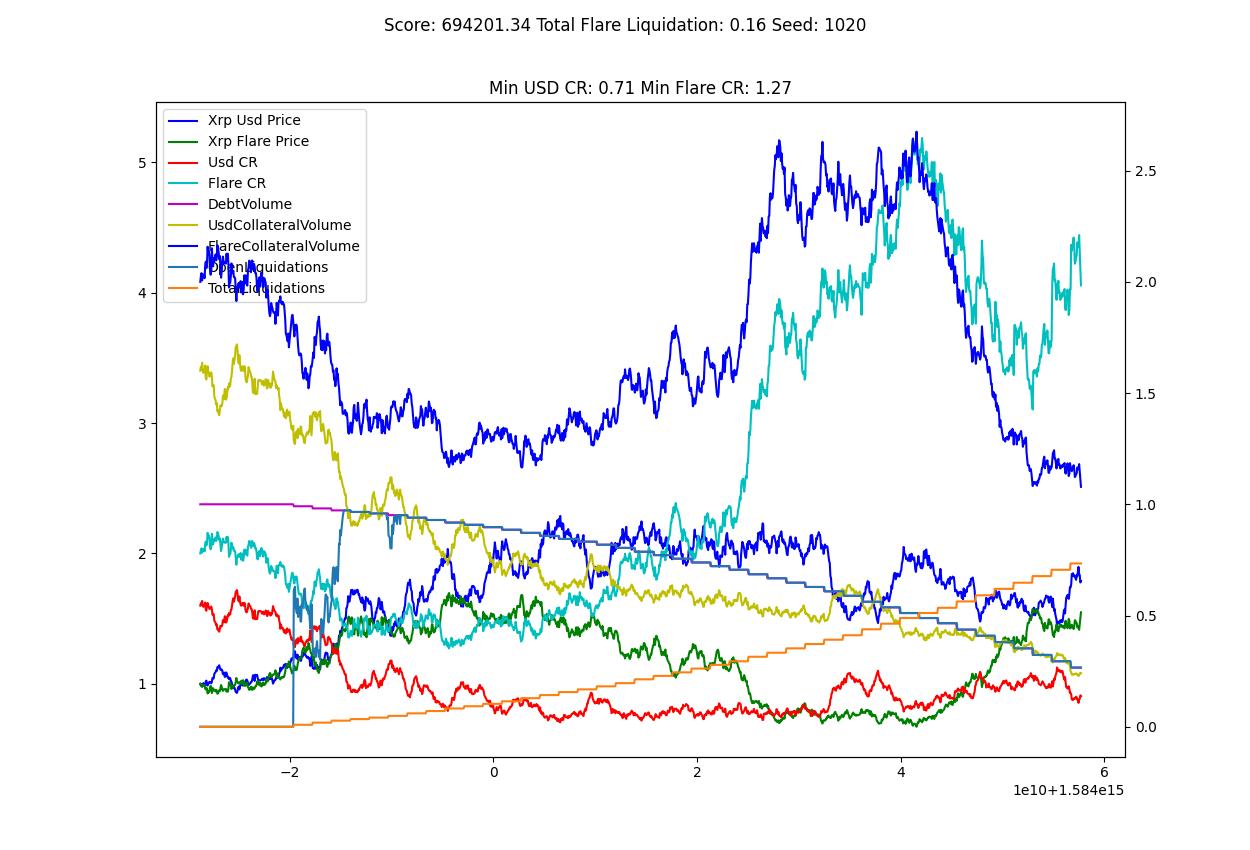 Score: 694201.34 Total Flare Liquidation: 0.16 Seed: 1020
Min USD CR: 0.71 Min Flare CR: 1.27
Xrp Usd Price
Xrp Flare Price
Usd CR
Flare CR
DebtVolume
UsdCollateralVolume
FlareCollateralVolume
OpenLiquidations
TotalLiquidations
5
4
3
2
1
2.5
2.0
1.5
1.0
0.5
0.0
−2 0 2 4 6
1e10+1.584e15